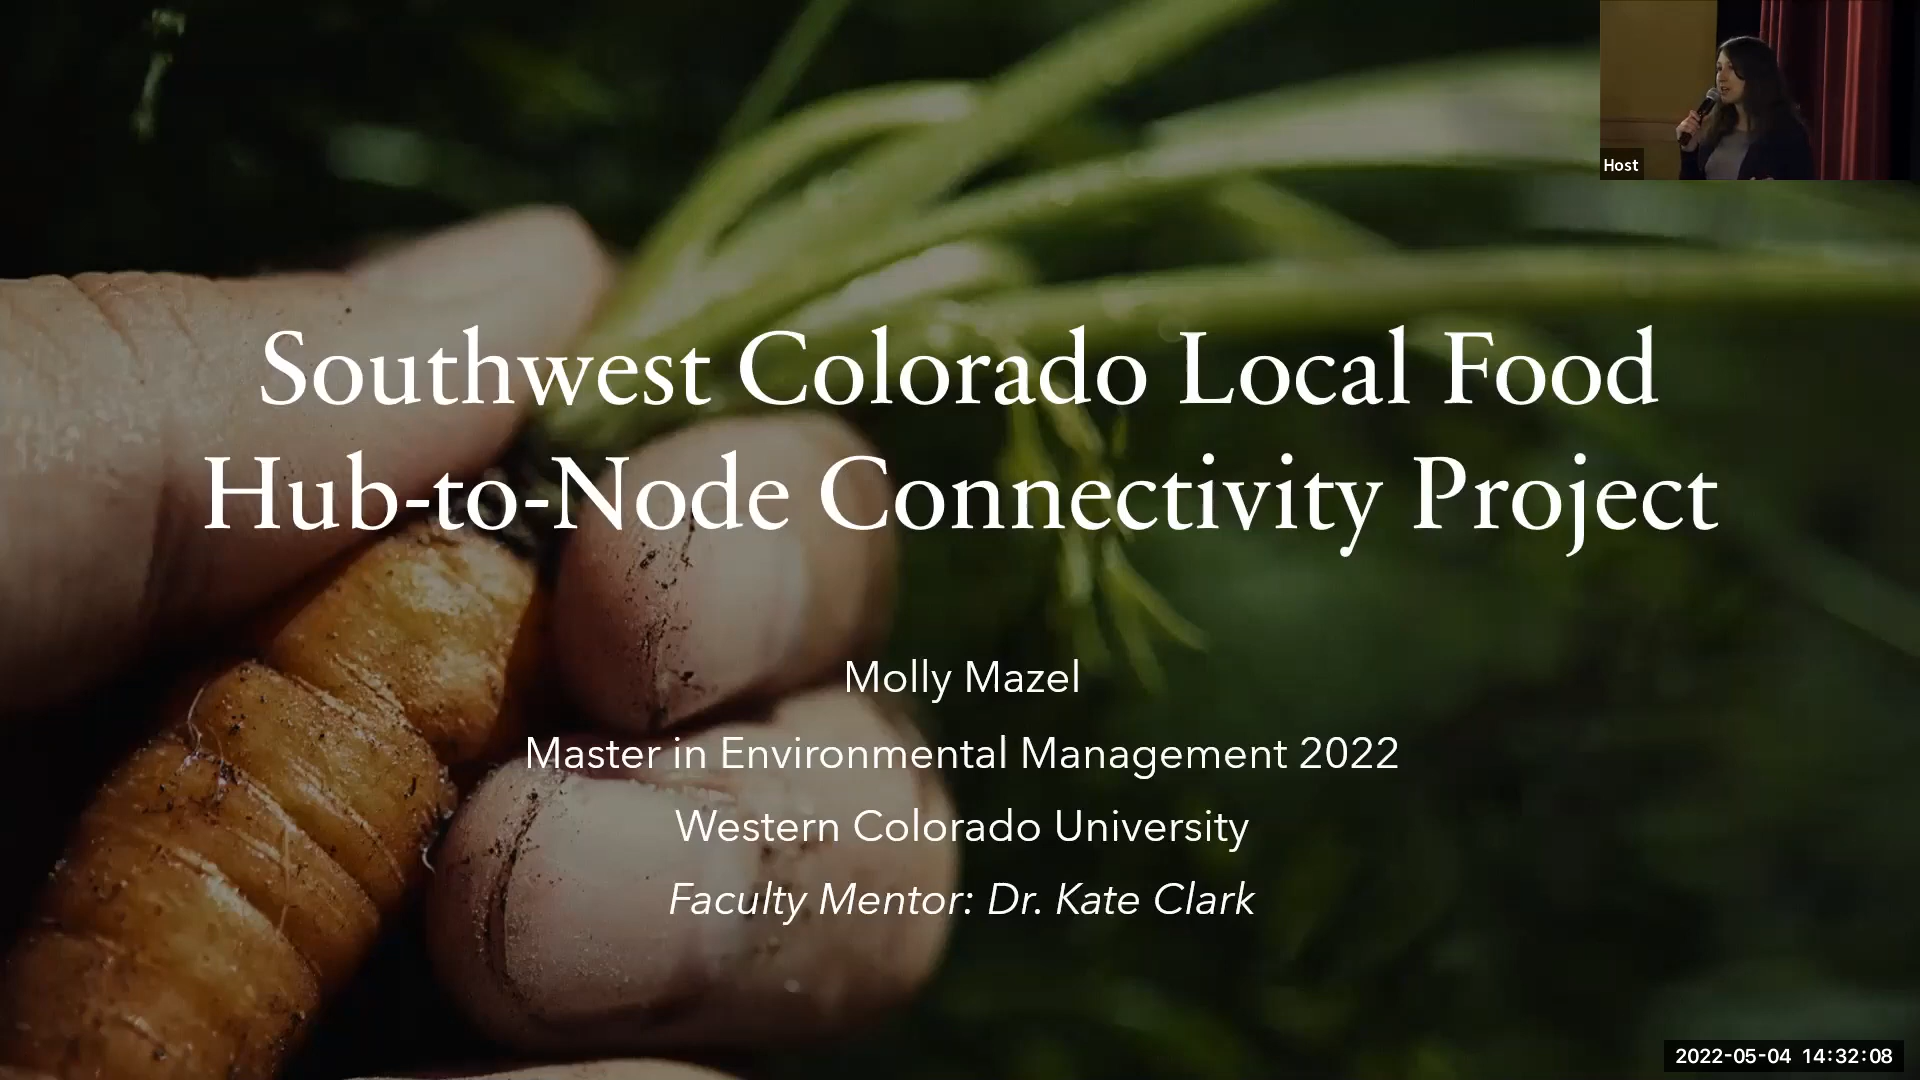 Host
Southwest Colorado Local Food
Hub-to-Node Connectivity Project
Molly Mazel
Master in Environmental Management 2022
Western Colorado University
Faculty Mentor: Dr. Kate Clark
2022-05-04 14:32:08